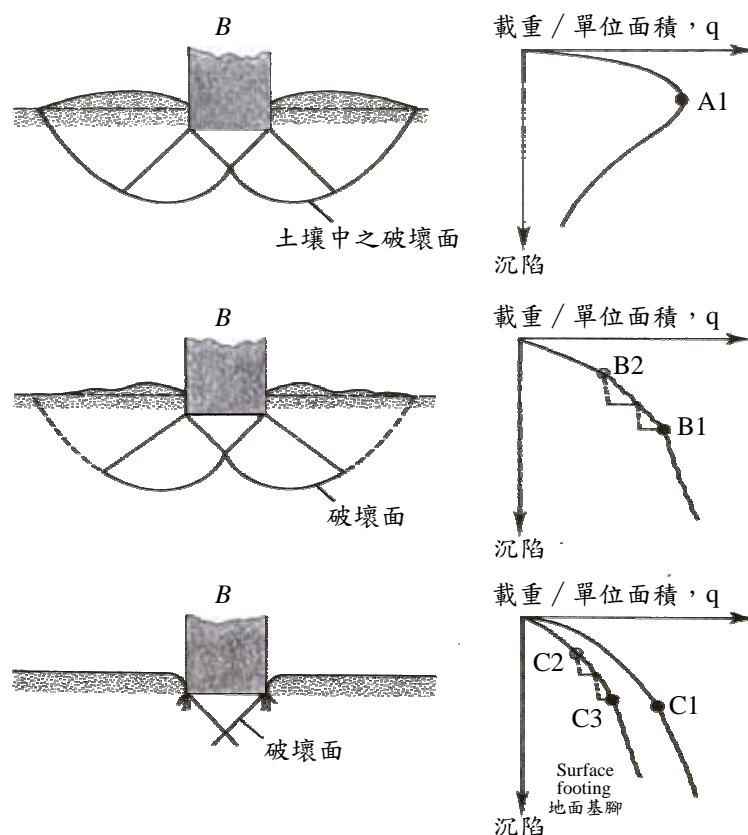 B
載重／單位面積，q
A1
土壤中之破壞面
沉陷
B
載重／單位面積，q
B2
B1
破壞面
沉陷
B
載重／單位面積，q
C2
C3
C1
破壞面
Surface
footing
地面基腳
沉陷